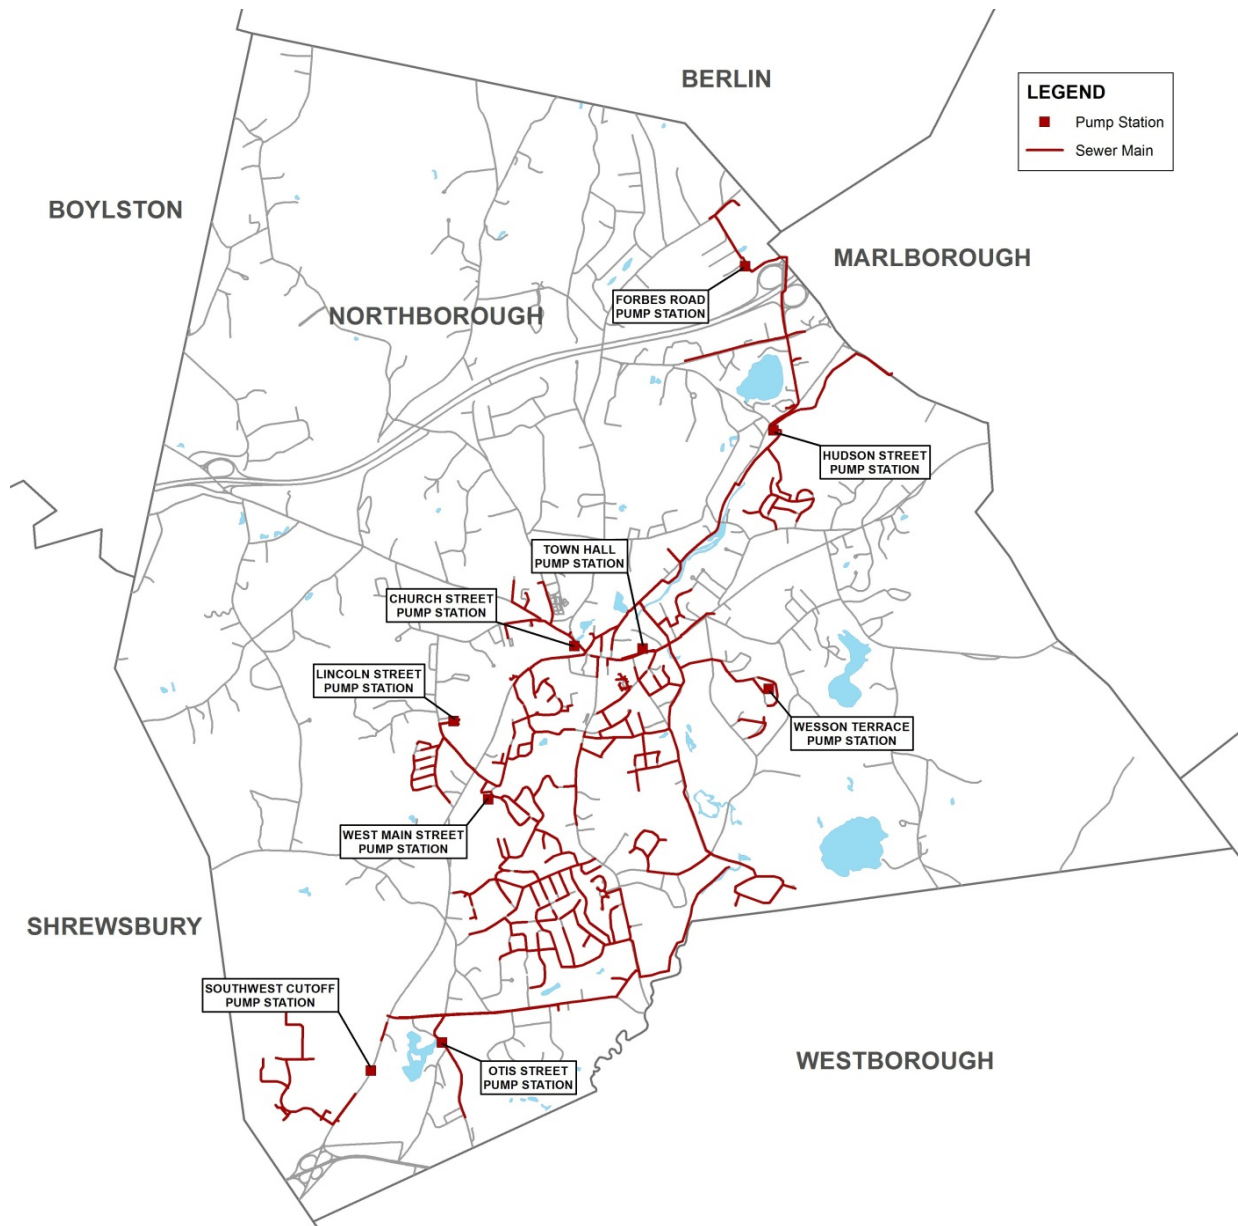 BERLIN
LEGEND
Pump Station
Sewer Main
BOYLSTON
MARLBOROUGH
FORBES ROAD
PUMP STATION
NORTHBOROUGH
HUDSON STREET
PUMP STATION
TOWN HALL
PUMP STATION
CHURCH STREET
PUMP STATION
LINCOLN STREET
PUMP STATION
WESSON TERRACE
PUMP STATION
WEST MAIN STREET
PUMP STATION
SHREWSBURY
SOUTHWEST CUTOFF
PUMP STATION
WESTBOROUGH
OTIS STREET
PUMP STATION